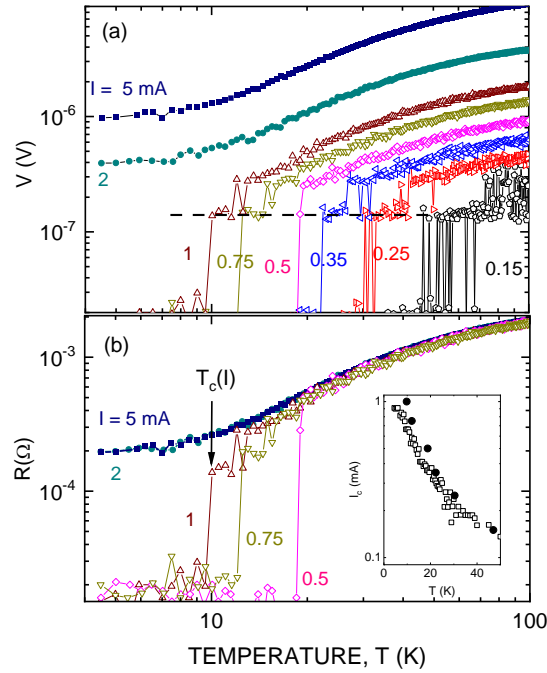 (a)
I = 5 mA
10⁻⁶
V (V)
2
10⁻⁷
1
0.75
0.5
0.35
0.25
0.15
10
100
(b)
10⁻³
T_c(I)
I = 5 mA
R(Ω)
2
10⁻⁴
1
0.75
0.5
1
I_c (mA)
0.1
0
20
40
T (K)
10
100
TEMPERATURE, T (K)